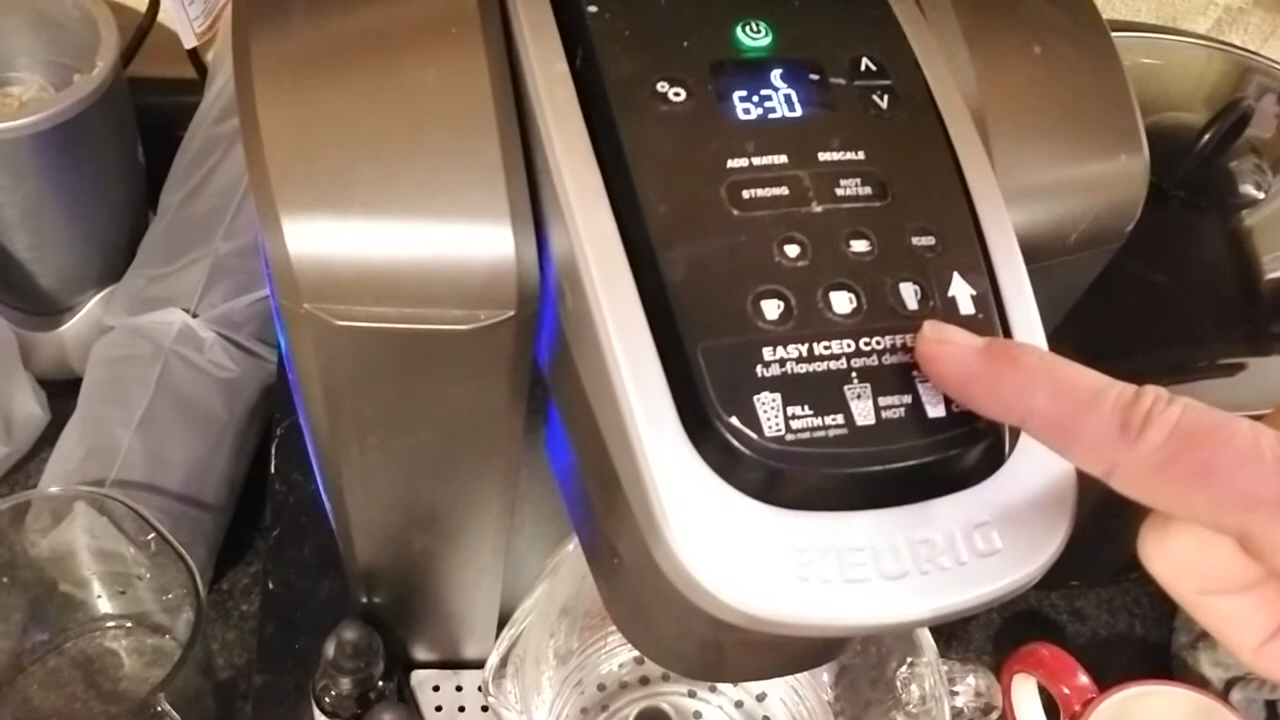 6:30
ADD WATER DESCALE
STRONG HOT WATER
ICED
EASY ICED COFFE
full-flavored and delic
FILL WITH ICE
do not use glass
BREW HOT
KEURIG